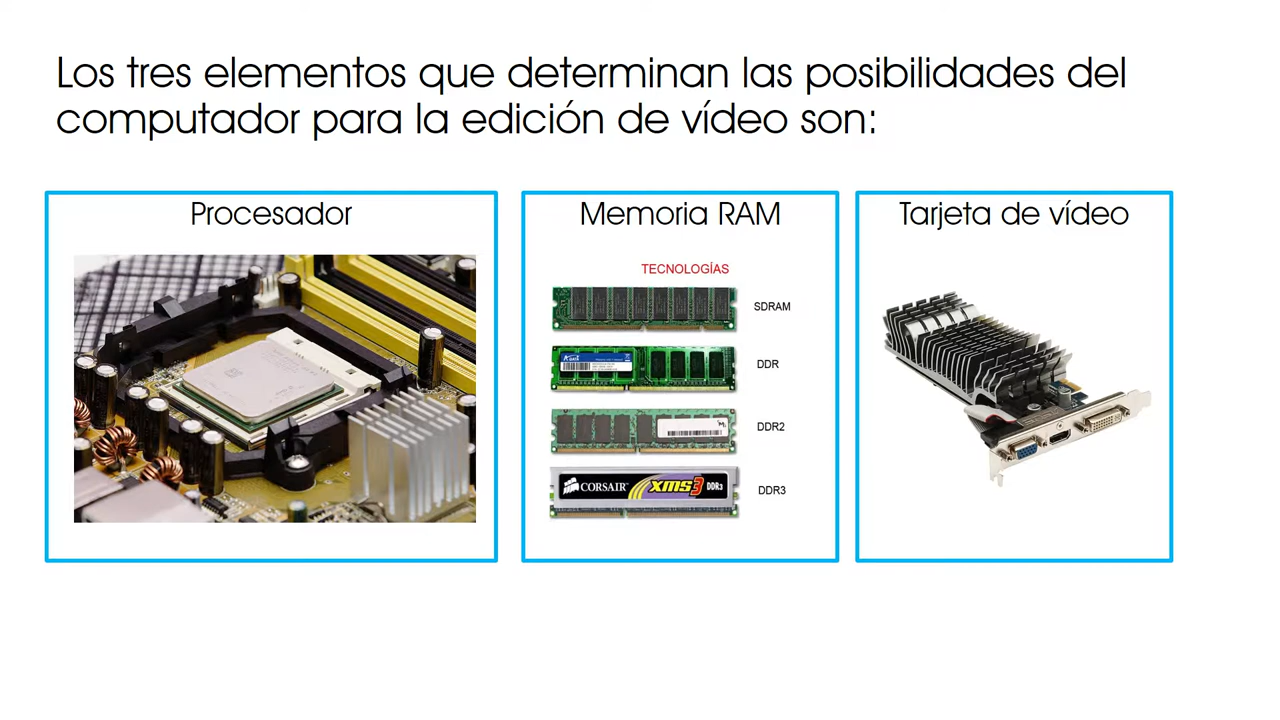 Los tres elementos que determinan las posibilidades del
computador para la edición de vídeo son:
Procesador
Memoria RAM
Tarjeta de vídeo
TECNOLOGÍAS
SDRAM
DDR
DDR2
CORSAIR xms3 DDR3
DDR3